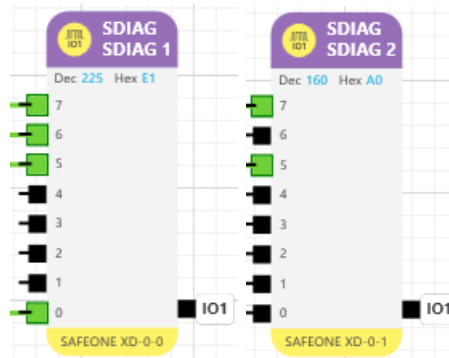 IO1
SDIAG
SDIAG 1
Dec 225 Hex E1
7
6
5
4
3
2
1
0
IO1
SAFEONE XD-0-0
IO1
SDIAG
SDIAG 2
Dec 160 Hex A0
7
6
5
4
3
2
1
0
IO1
SAFEONE XD-0-1